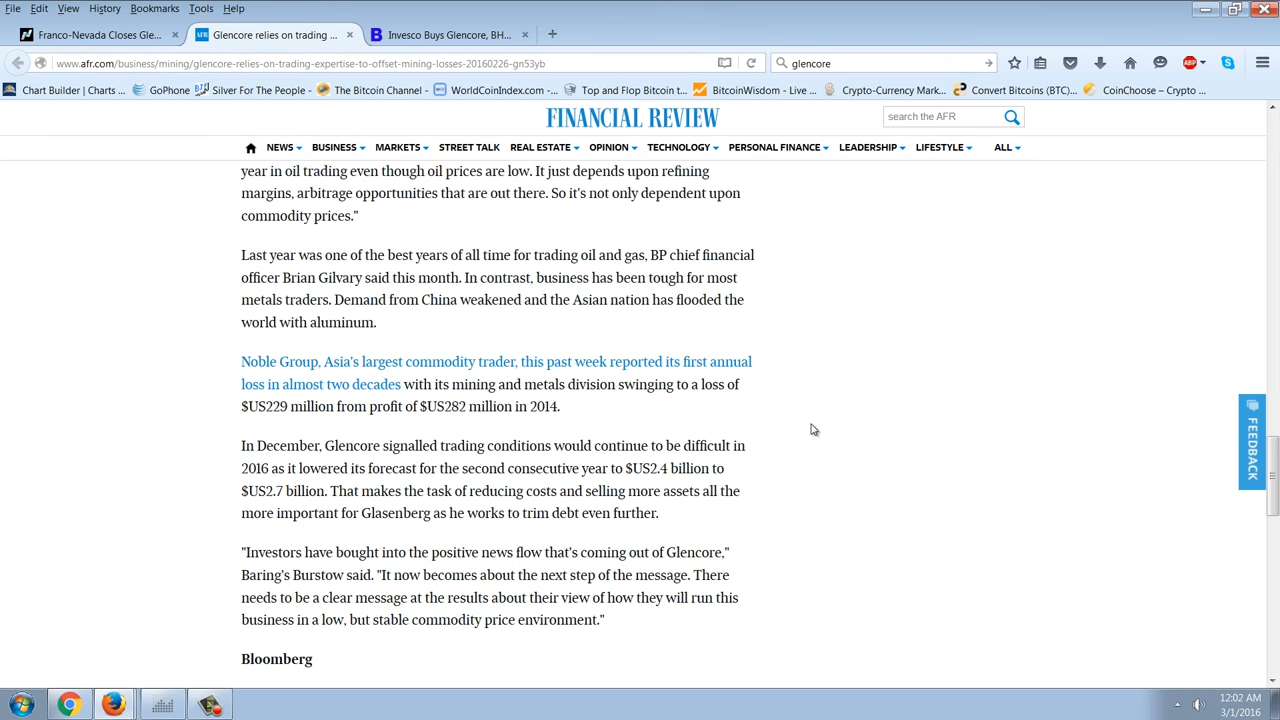 File Edit View History Bookmarks Tools Help
Franco-Nevada Closes Gle... × AFR Glencore relies on trading ... × B Invesco Buys Glencore, BH... × +
www.afr.com/business/mining/glencore-relies-on-trading-expertise-to-offset-mining-losses-20160226-gn53yb glencore ABP
Chart Builder | Charts ... GoPhone Silver For The People - The Bitcoin Channel - WorldCoinIndex.com -... Top and Flop Bitcoin t... BitcoinWisdom - Live ... Crypto-Currency Mark... Convert Bitcoins (BTC)... CoinChoose – Crypto ...
FINANCIAL REVIEW search the AFR
NEWS BUSINESS MARKETS STREET TALK REAL ESTATE OPINION TECHNOLOGY PERSONAL FINANCE LEADERSHIP LIFESTYLE ALL
year in oil trading even though oil prices are low. It just depends upon refining
margins, arbitrage opportunities that are out there. So it's not only dependent upon
commodity prices."
Last year was one of the best years of all time for trading oil and gas, BP chief financial
officer Brian Gilvary said this month. In contrast, business has been tough for most
metals traders. Demand from China weakened and the Asian nation has flooded the
world with aluminum.
Noble Group, Asia's largest commodity trader, this past week reported its first annual
loss in almost two decades with its mining and metals division swinging to a loss of
$US229 million from profit of $US282 million in 2014.
In December, Glencore signalled trading conditions would continue to be difficult in
2016 as it lowered its forecast for the second consecutive year to $US2.4 billion to
$US2.7 billion. That makes the task of reducing costs and selling more assets all the
more important for Glasenberg as he works to trim debt even further.
"Investors have bought into the positive news flow that's coming out of Glencore,"
Baring's Burstow said. "It now becomes about the next step of the message. There
needs to be a clear message at the results about their view of how they will run this
business in a low, but stable commodity price environment."
Bloomberg
FEEDBACK
12:02 AM
3/1/2016